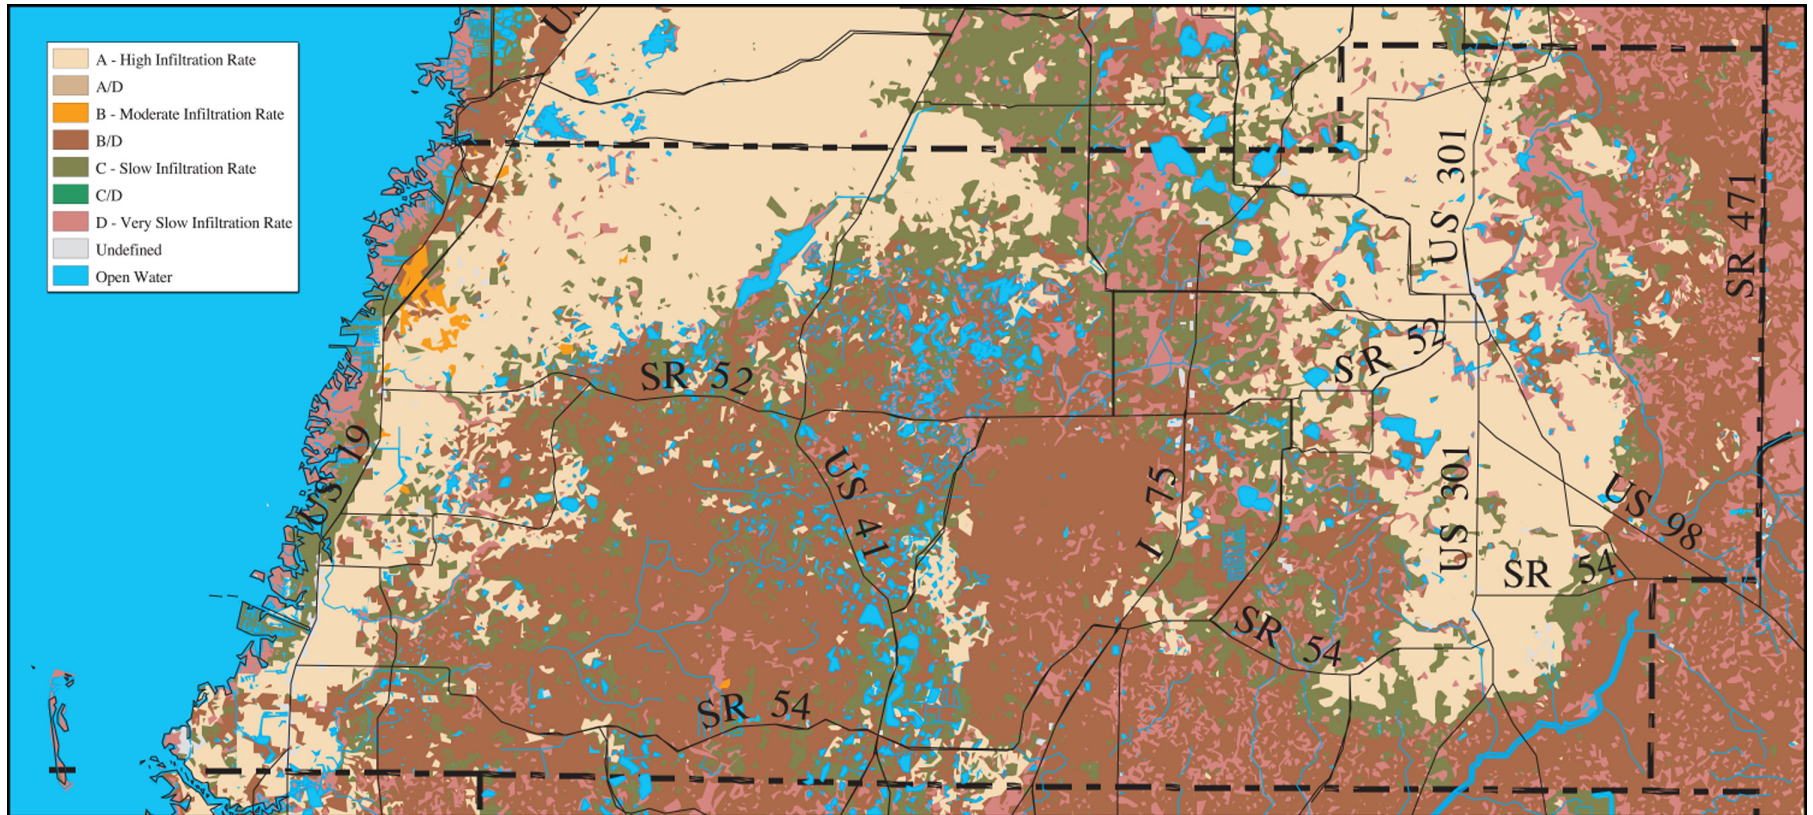 U
A - High Infiltration Rate
A/D
B - Moderate Infiltration Rate
B/D
C - Slow Infiltration Rate
C/D
D - Very Slow Infiltration Rate
Undefined
Open Water
US 301
SR 471
SR 52
SR 52
US 19
US 41
I 75
US 301
US 98
SR 54
SR 54
SR 54